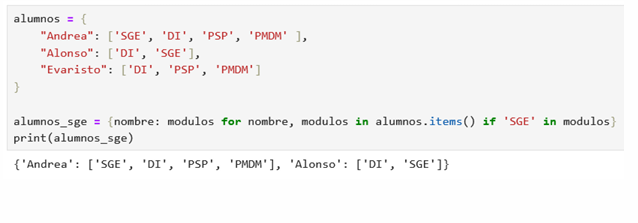 alumnos = {
    "Andrea": ['SGE', 'DI', 'PSP', 'PMDM' ],
    "Alonso": ['DI', 'SGE'],
    "Evaristo": ['DI', 'PSP', 'PMDM']
}
alumnos_sge = {nombre: modulos for nombre, modulos in alumnos.items() if 'SGE' in modulos}
print(alumnos_sge)
{'Andrea': ['SGE', 'DI', 'PSP', 'PMDM'], 'Alonso': ['DI', 'SGE']}